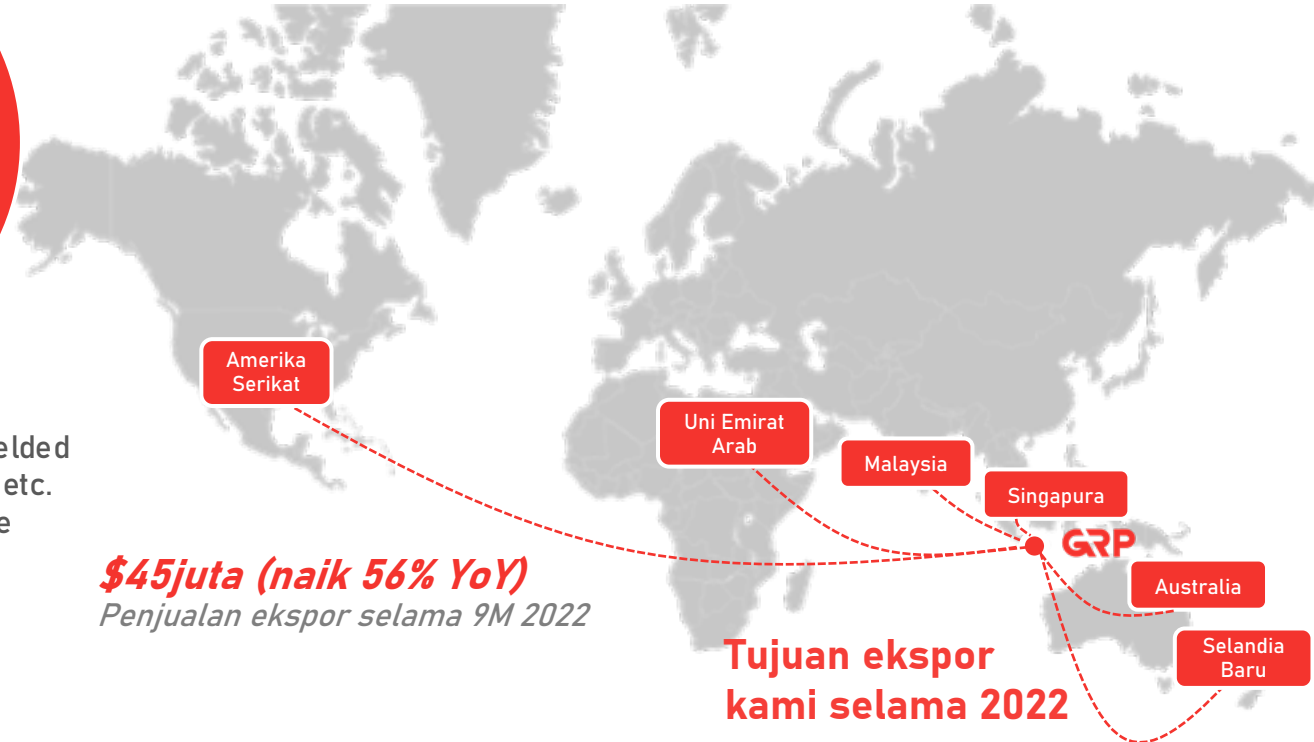 Amerika
Serikat
Uni Emirat
Arab
Malaysia
Singapura
GRP
Australia
Selandia
Baru
etc.
$45juta (naik 56% YoY)
Penjualan ekspor selama 9M 2022
Tujuan ekspor
kami selama 2022